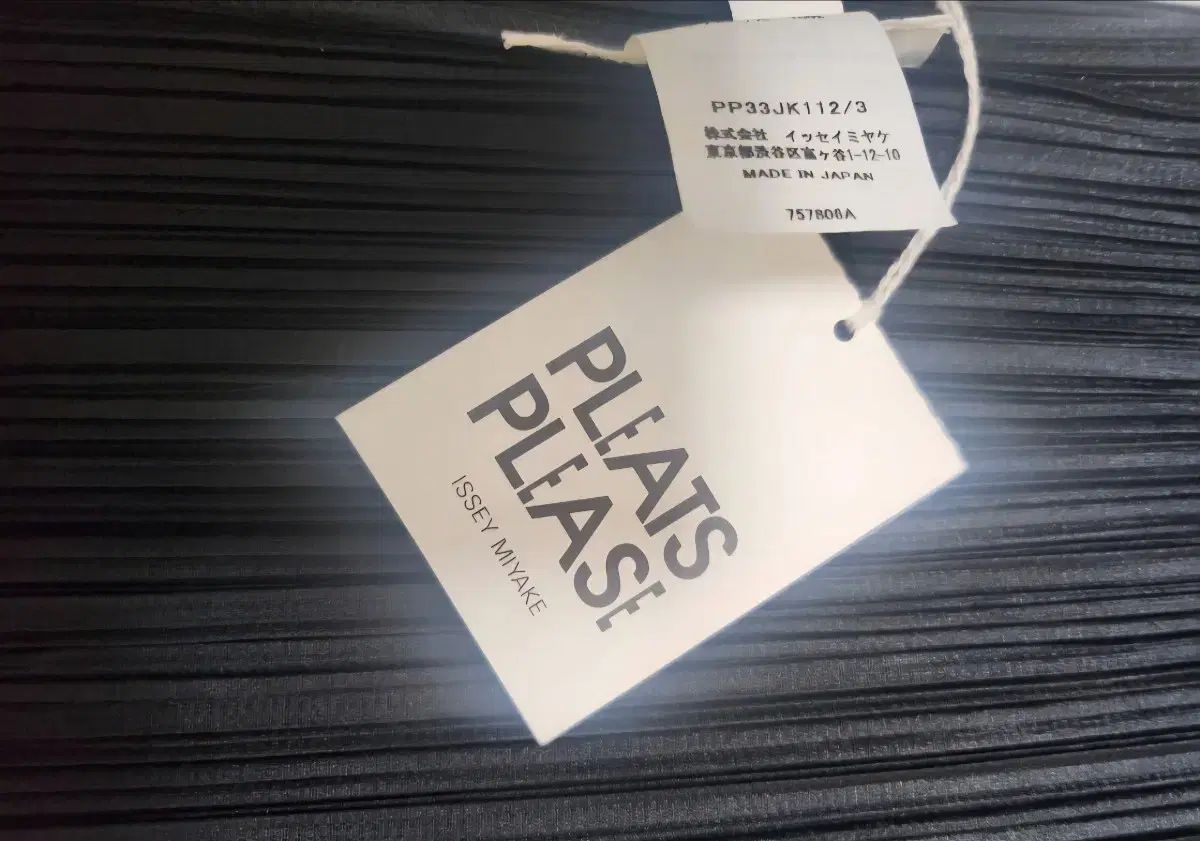 PP33JK112/3
株式会社 イッセイミヤケ
東京都渋谷区富ヶ谷1-12-10
MADE IN JAPAN
757806A
PLEATS
PLEASE
ISSEY MIYAKE